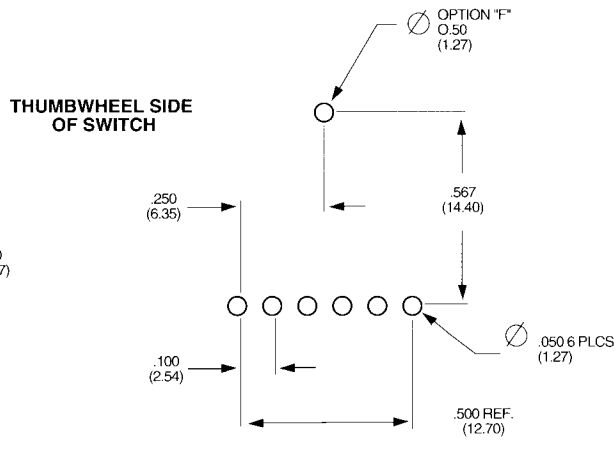 OPTION "F"
O.50
(1.27)
THUMBWHEEL SIDE
OF SWITCH
.250
(6.35)
.567
(14.40)
.100
(2.54)
.050 6 PLCS
(1.27)
.500 REF.
(12.70)